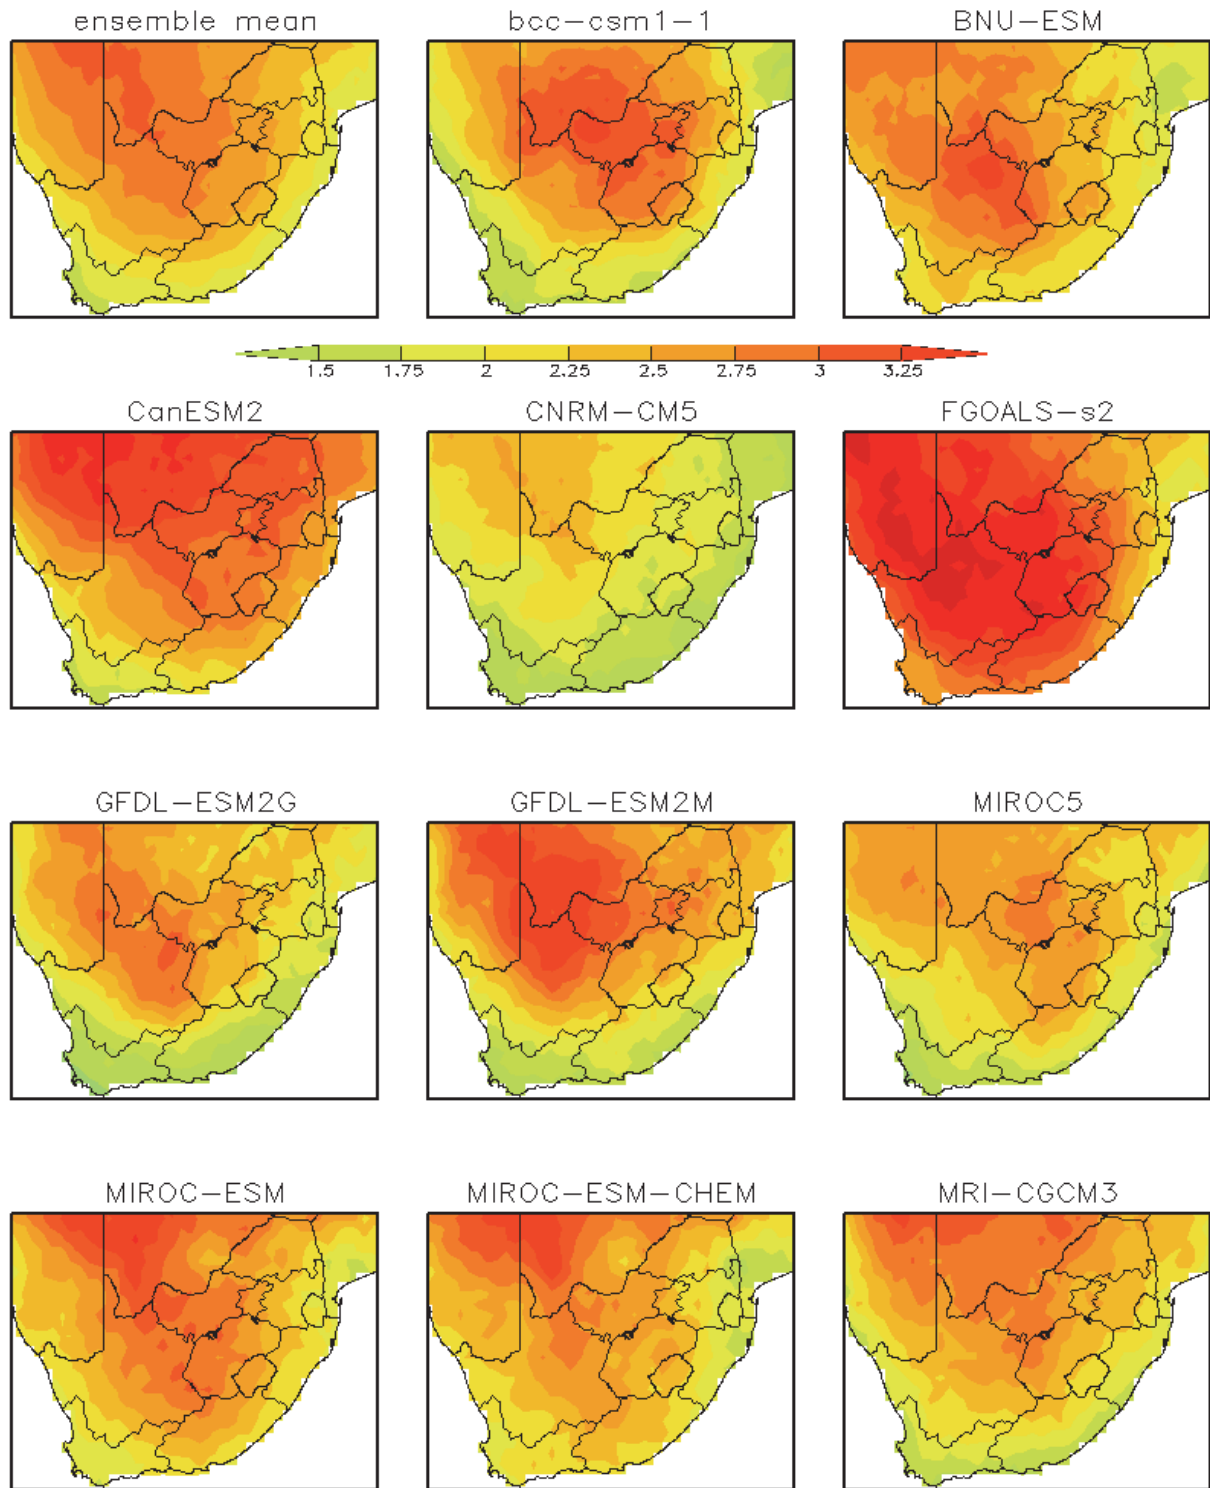 ensemble mean
bcc-csm1-1
BNU-ESM
1.5 1.75 2 2.25 2.5 2.75 3 3.25
CanESM2
CNRM-CM5
FGOALS-s2
GFDL-ESM2G
GFDL-ESM2M
MIROC5
MIROC-ESM
MIROC-ESM-CHEM
MRI-CGCM3